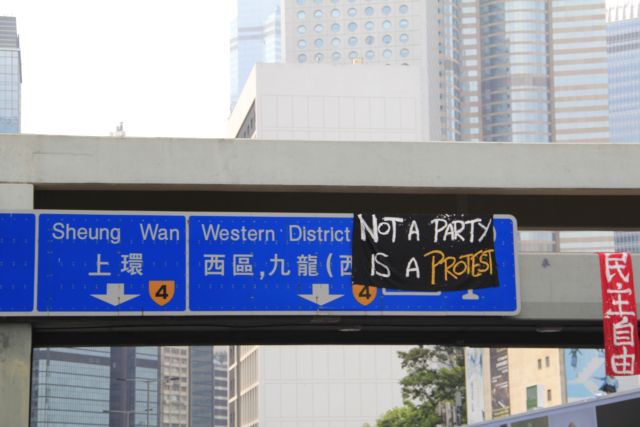 Sheung Wan
上環
4
Western District
西區,九龍(西
4
NOT A PARTY
IS A PROTEST
民主自由